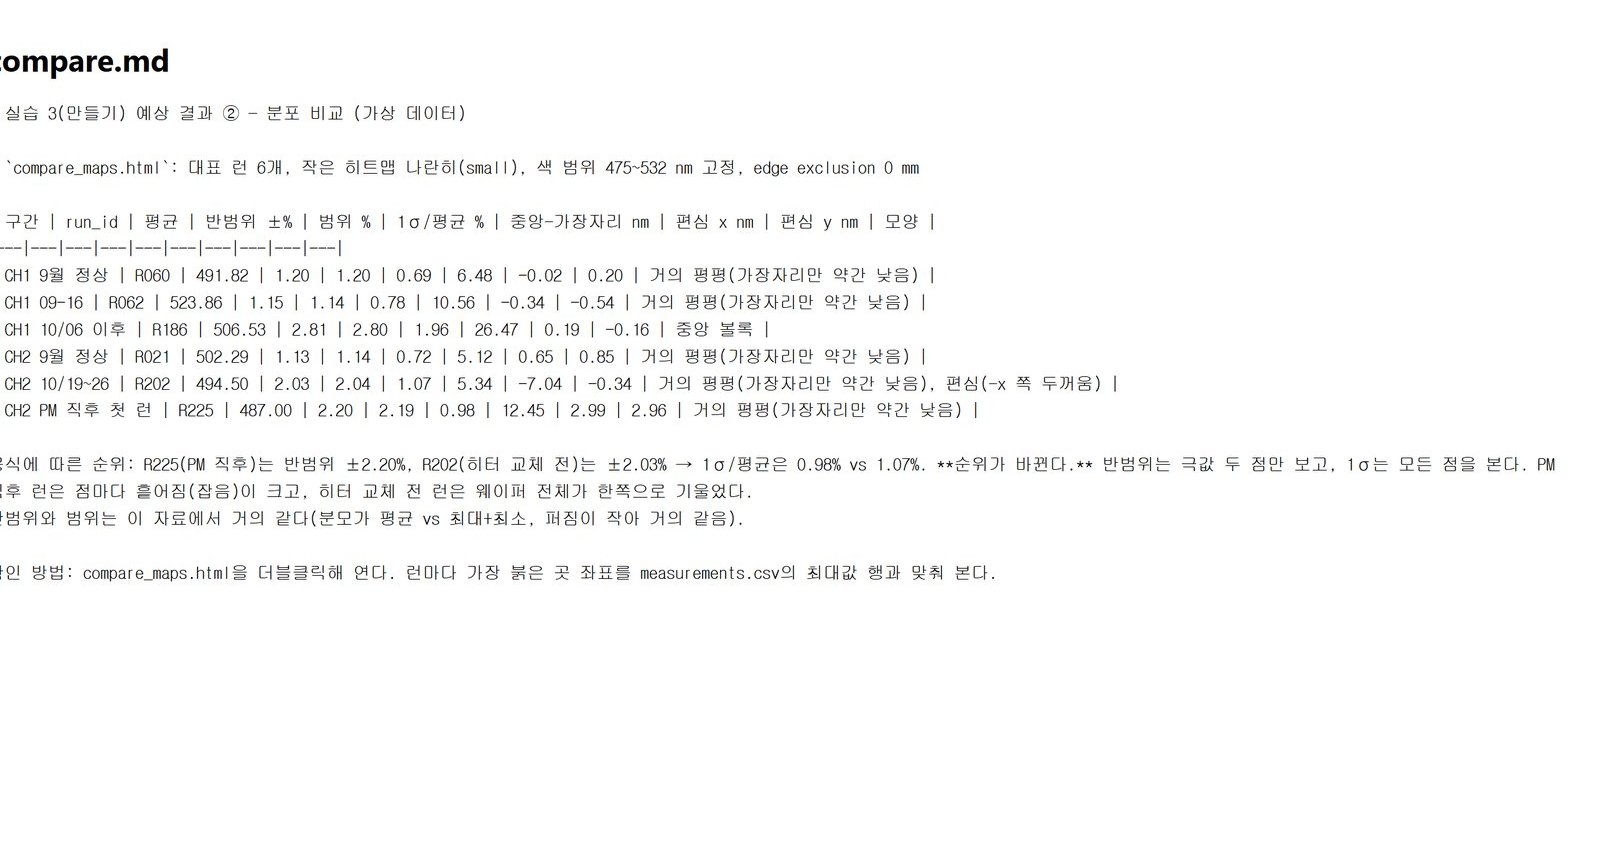 compare.md
실습 3(만들기) 예상 결과 ② - 분포 비교 (가상 데이터)
`compare_maps.html`: 대표 런 6개, 작은 히트맵 나란히(small), 색 범위 475~532 nm 고정, edge exclusion 0 mm
구간 | run_id | 평균 | 반범위 ±% | 범위 % | 1σ/평균 % | 중앙-가장자리 nm | 편심 x nm | 편심 y nm | 모양 |
---|---|---|---|---|---|---|---|---|---|
CH1 9월 정상 | R060 | 491.82 | 1.20 | 1.20 | 0.69 | 6.48 | -0.02 | 0.20 | 거의 평평(가장자리만 약간 낮음) |
CH1 09-16 | R062 | 523.86 | 1.15 | 1.14 | 0.78 | 10.56 | -0.34 | -0.54 | 거의 평평(가장자리만 약간 낮음) |
CH1 10/06 이후 | R186 | 506.53 | 2.81 | 2.80 | 1.96 | 26.47 | 0.19 | -0.16 | 중앙 볼록 |
CH2 9월 정상 | R021 | 502.29 | 1.13 | 1.14 | 0.72 | 5.12 | 0.65 | 0.85 | 거의 평평(가장자리만 약간 낮음) |
CH2 10/19~26 | R202 | 494.50 | 2.03 | 2.04 | 1.07 | 5.34 | -7.04 | -0.34 | 거의 평평(가장자리만 약간 낮음), 편심(-x 쪽 두꺼움) |
CH2 PM 직후 첫 런 | R225 | 487.00 | 2.20 | 2.19 | 0.98 | 12.45 | 2.99 | 2.96 | 거의 평평(가장자리만 약간 낮음) |
공식에 따른 순위: R225(PM 직후)는 반범위 ±2.20%, R202(히터 교체 전)는 ±2.03% → 1σ/평균은 0.98% vs 1.07%. **순위가 바뀐다.** 반범위는 극값 두 점만 보고, 1σ는 모든 점을 본다. PM
직후 런은 점마다 흩어짐(잡음)이 크고, 히터 교체 전 런은 웨이퍼 전체가 한쪽으로 기울었다.
반범위와 범위는 이 자료에서 거의 같다(분모가 평균 vs 최대+최소, 퍼짐이 작아 거의 같음).
확인 방법: compare_maps.html을 더블클릭해 연다. 런마다 가장 붉은 곳 좌표를 measurements.csv의 최대값 행과 맞춰 본다.